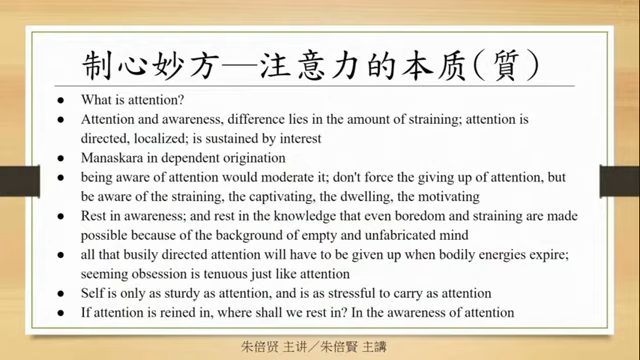 制心妙方—注意力的本质(質)
● What is attention?
● Attention and awareness, difference lies in the amount of straining; attention is
directed, localized; is sustained by interest
● Manaskara in dependent origination
● being aware of attention would moderate it; don't force the giving up of attention, but
be aware of the straining, the captivating, the dwelling, the motivating
● Rest in awareness; and rest in the knowledge that even boredom and straining are made
possible because of the background of empty and unfabricated mind
● all that busily directed attention will have to be given up when bodily energies expire;
seeming obsession is tenuous just like attention
● Self is only as sturdy as attention, and is as stressful to carry as attention
● If attention is reined in, where shall we rest in? In the awareness of attention
朱倍贤 主讲／朱倍賢 主講